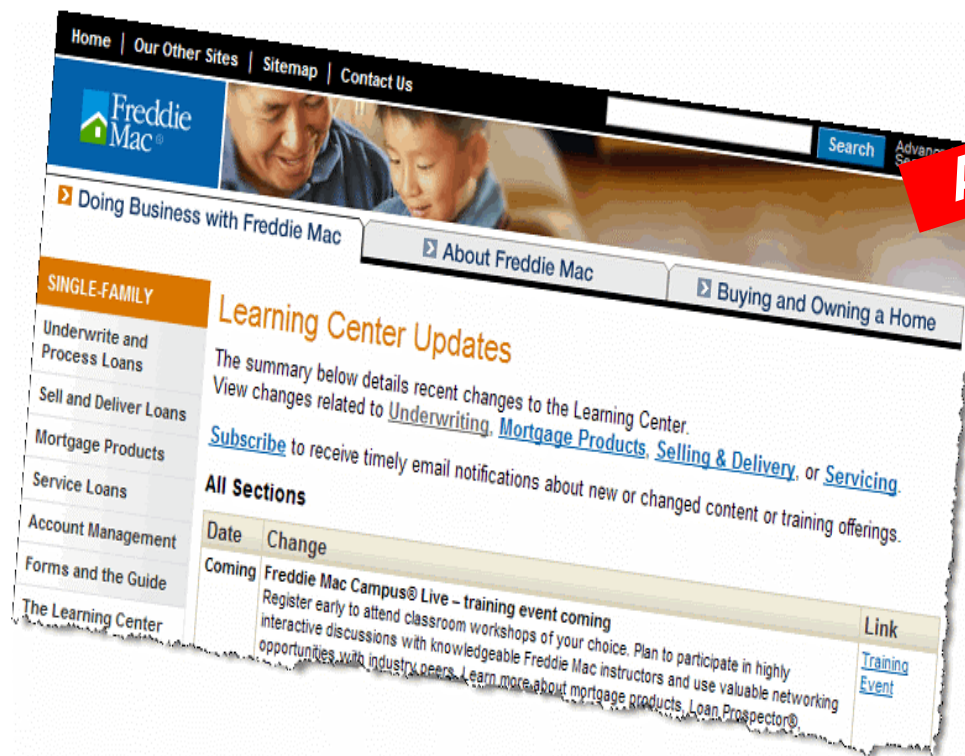 Home | Our Other Sites | Sitemap | Contact Us
Freddie
Mac®
Search
Doing Business with Freddie Mac
About Freddie Mac
Buying and Owning a Home
SINGLE-FAMILY
Underwrite and
Process Loans
Sell and Deliver Loans
Mortgage Products
Service Loans
Account Management
Forms and the Guide
The Learning Center
Learning Center Updates
The summary below details recent changes to the Learning Center.
View changes related to Underwriting, Mortgage Products, Selling & Delivery, or Servicing.
Subscribe to receive timely email notifications about new or changed content or training offerings.
All Sections
Date Change Link
Coming Freddie Mac Campus® Live – training event coming
Register early to attend classroom workshops of your choice. Plan to participate in highly
interactive discussions with knowledgeable Freddie Mac instructors and use valuable networking
opportunities with industry peers. Learn more about mortgage products, Loan Prospector®,
Training
Event